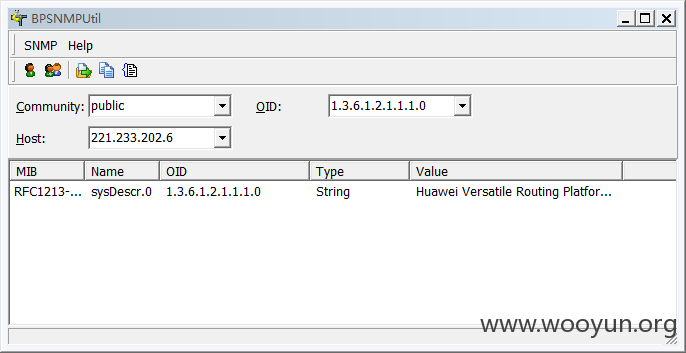 BPSNMPUtil
SNMP Help
Community: public OID: 1.3.6.1.2.1.1.1.0
Host: 221.233.202.6
MIB Name OID Type Value
RFC1213-... sysDescr.0 1.3.6.1.2.1.1.1.0 String Huawei Versatile Routing Platfor...
www.wooyun.org